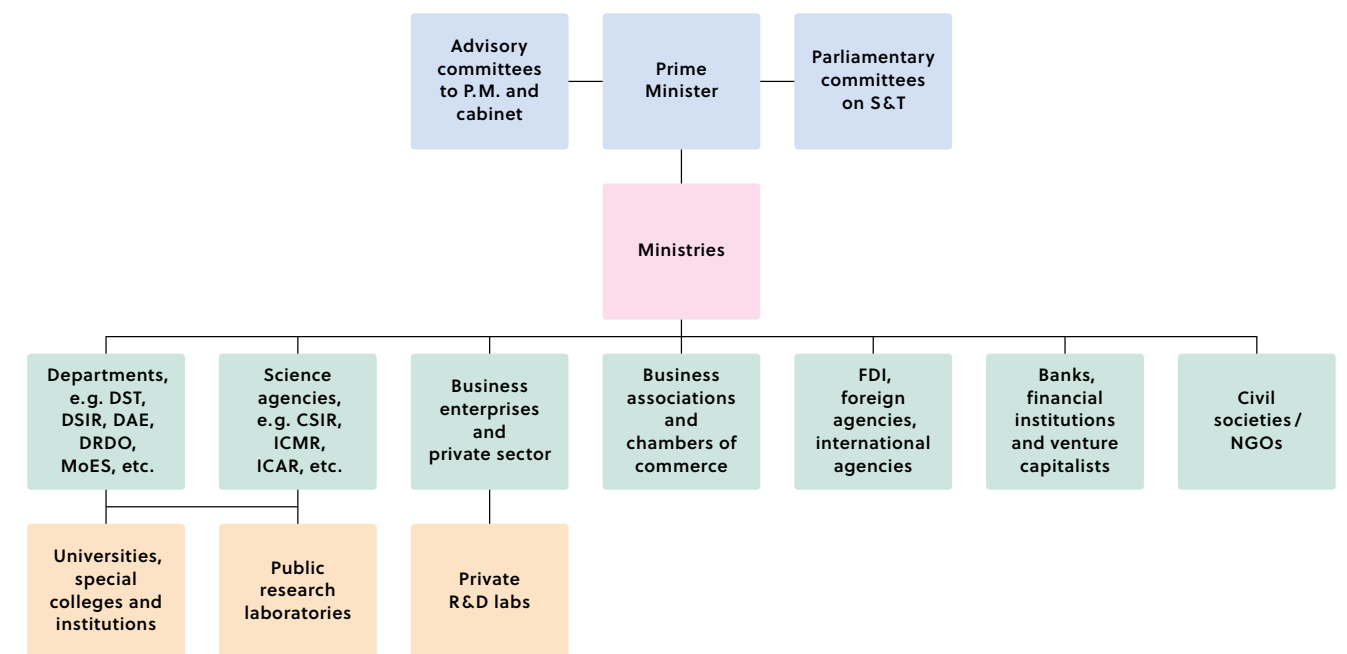 Advisory
committees
to P.M. and
cabinet
Prime
Minister
Parliamentary
committees
on S&T
Ministries
Departments,
e.g. DST,
DSIR, DAE,
DRDO,
MoES, etc.
Science
agencies,
e.g. CSIR,
ICMR,
ICAR, etc.
Business
enterprises
and
private sector
Business
associations
and
chambers of
commerce
FDI,
foreign
agencies,
international
agencies
Banks,
financial
institutions
and venture
capitalists
Civil
societies/
NGOs
Universities,
special
colleges and
institutions
Public
research
laboratories
Private
R&D labs